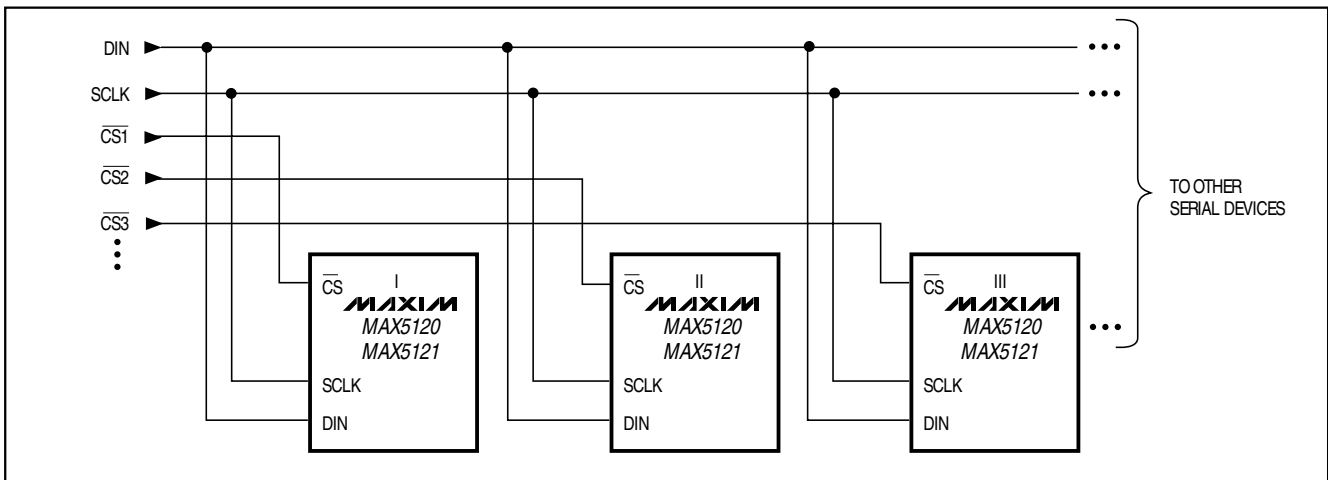 DIN
SCLK
CS1
CS2
CS3
TO OTHER
SERIAL DEVICES
CS
I
MAXIM
MAX5120
MAX5121
SCLK
DIN
CS
II
MAXIM
MAX5120
MAX5121
SCLK
DIN
CS
III
MAXIM
MAX5120
MAX5121
SCLK
DIN